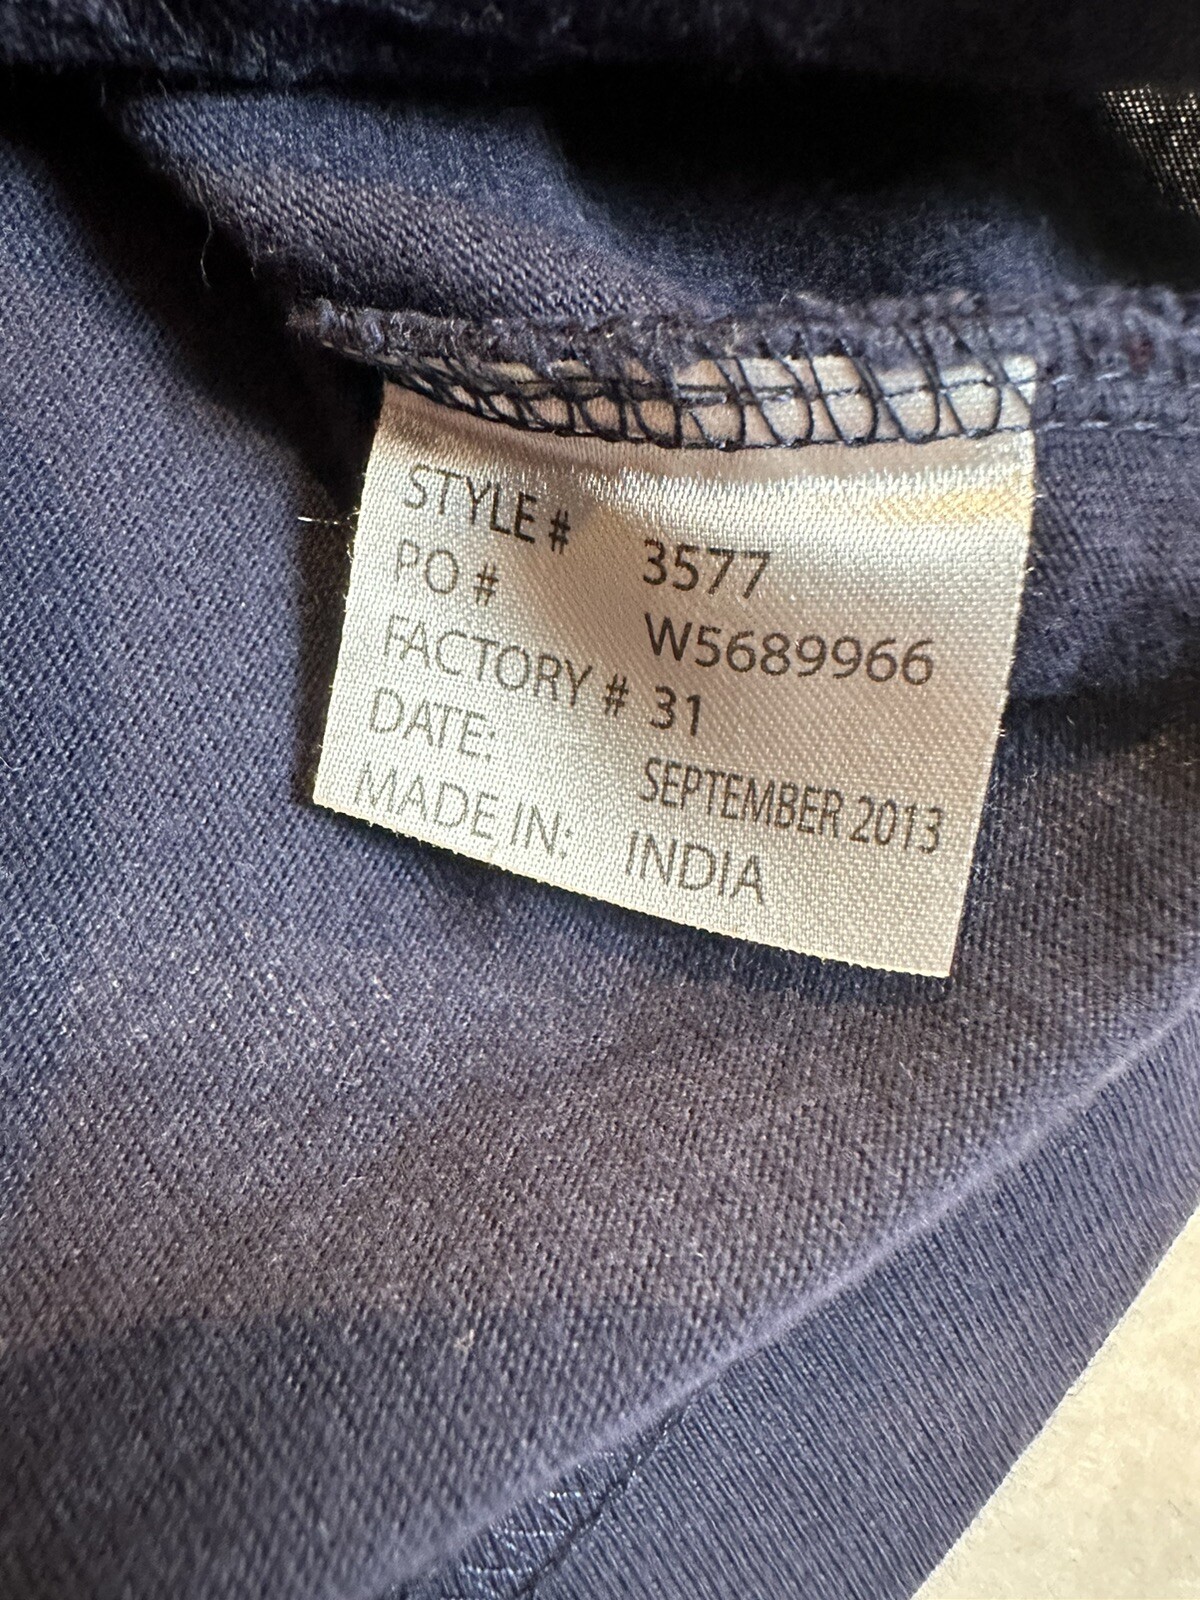 STYLE # 3577
PO # W5689966
FACTORY # 31
DATE: SEPTEMBER 2013
MADE IN: INDIA